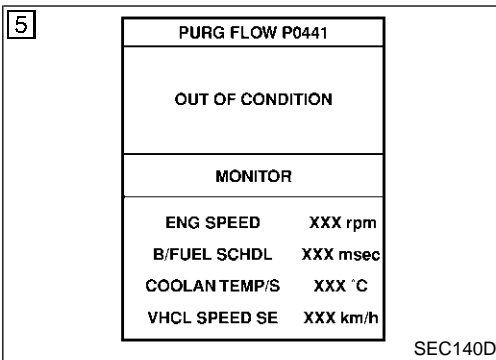 5
PURG FLOW P0441
OUT OF CONDITION
MONITOR
ENG SPEED XXX rpm
B/FUEL SCHDL XXX msec
COOLAN TEMP/S XXX °C
VHCL SPEED SE XXX km/h
SEC140D